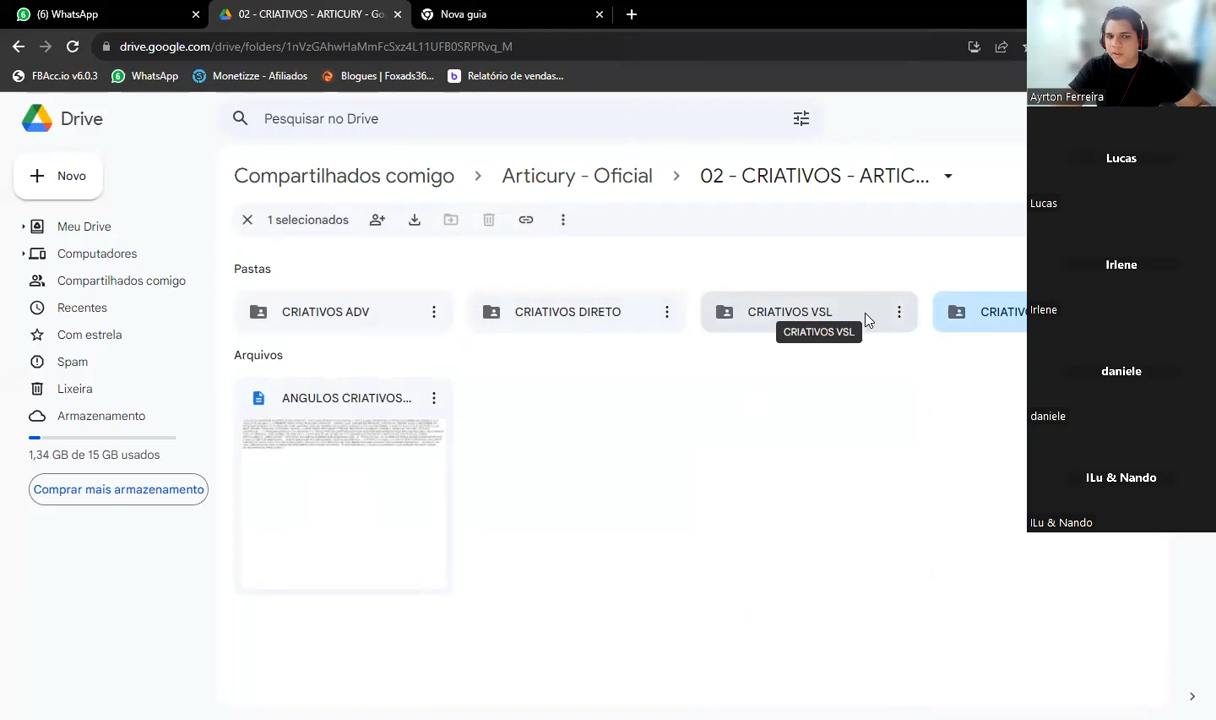 WhatsApp
02 - CRIATIVOS - ARTICURY - Go
Nova guia
drive.google.com/drive/folders/1nVzGAhwHaMmFcSxz4L11UFB0SRPRvq_M
FBAcc.io v6.0.3
WhatsApp
Monetizze - Afiliados
Blogues | Foxads36...
Relatório de vendas...
Drive
Pesquisar no Drive
Novo
Compartilhados comigo > Articury - Oficial > 02 - CRIATIVOS - ARTIC...
1 selecionados
Meu Drive
Computadores
Compartilhados comigo
Recentes
Com estrela
Spam
Lixeira
Armazenamento
1,34 GB de 15 GB usados
Comprar mais armazenamento
Pastas
CRIATIVOS ADV
CRIATIVOS DIRETO
CRIATIVOS VSL
CRIATIVOS VSL
Arquivos
ANGULOS CRIATIVOS...
Ayrton Ferreira
Lucas
Lucas
Irlene
Irlene
daniele
daniele
ILu & Nando
ILu & Nando